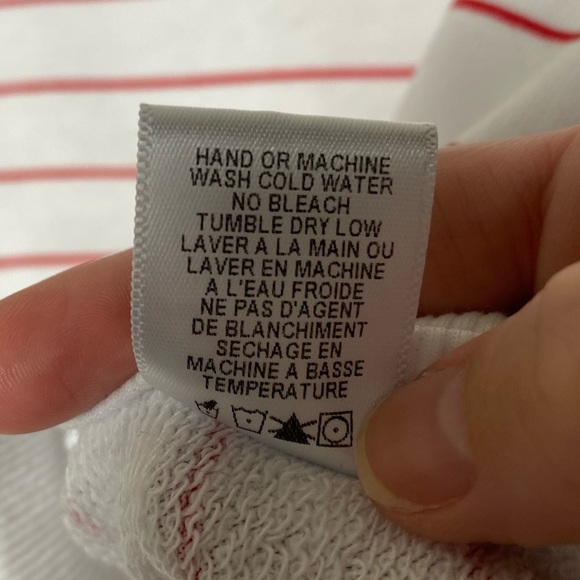 HAND OR MACHINE
WASH COLD WATER
NO BLEACH
TUMBLE DRY LOW
LAVER A LA MAIN OU
LAVER EN MACHINE
A L'EAU FROIDE
NE PAS D'AGENT
DE BLANCHIMENT
SECHAGE EN
MACHINE A BASSE
TEMPERATURE